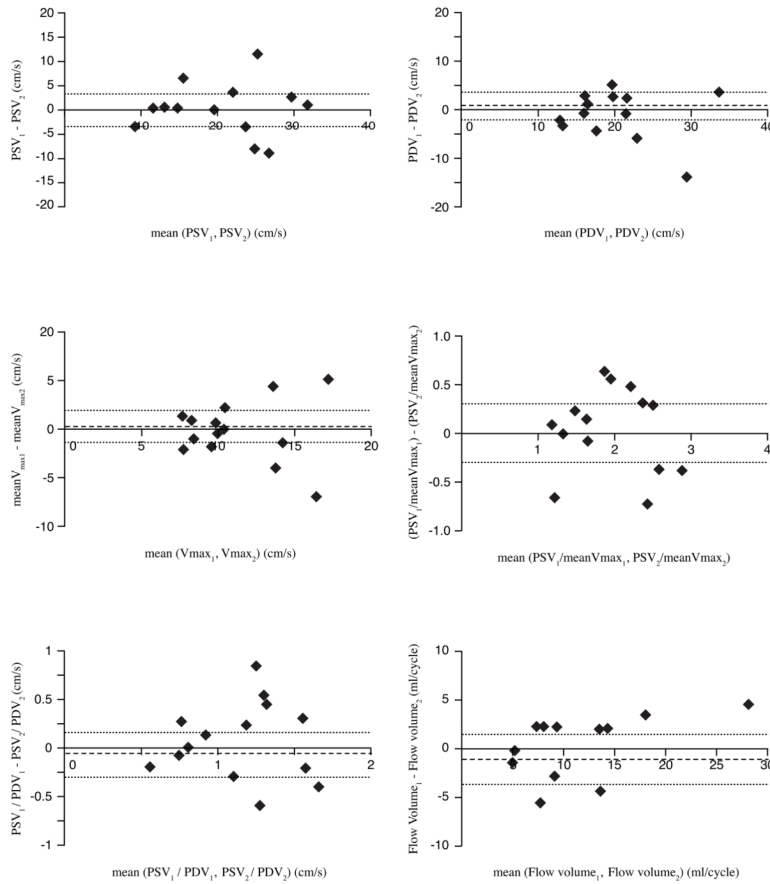 20
15
10
5
0
-5
-10
-15
-20
10 20 30 40
PSV₁ - PSV₂ (cm/s)
mean (PSV₁, PSV₂) (cm/s)
20
15
10
5
0
-10
-20
0 10 20 30 40
PDV₁ - PDV₂ (cm/s)
mean (PDV₁, PDV₂) (cm/s)
20
5
0
-5
-10
0 5 10 15 20
meanV max1 - meanV max2 (cm/s)
mean (Vmax₁, Vmax₂) (cm/s)
1.0
0.5
0
-0.5
-1.0
1 2 3 4
(PSV₁/meanVmax₁) - (PSV₂/meanVmax₂)
mean (PSV₁/meanVmax₁, PSV₂/meanVmax₂)
1
0.5
0
-0.5
-1
0 1 2
PSV₁ / PDV₁ - PSV₂/ PDV₂ (cm/s)
mean (PSV₁ / PDV₁, PSV₂ / PDV₂) (cm/s)
10
5
0
-5
-10
5 10 15 20 25 30
Flow Volume₁ - Flow volume₂ (ml/cycle)
mean (Flow volume₁, Flow volume₂) (ml/cycle)